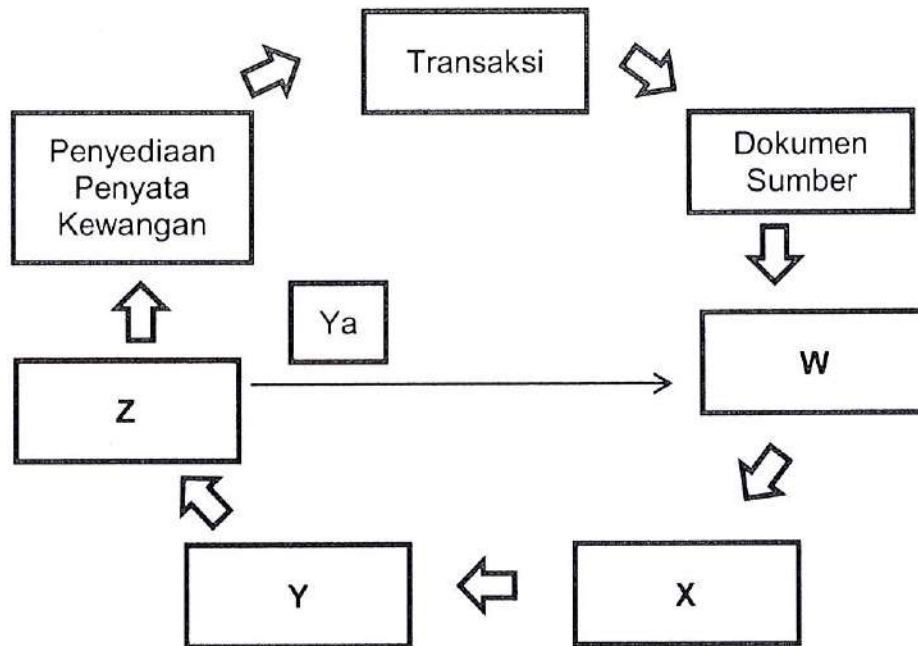 Transaksi
Dokumen
Sumber
W
X
Y
Z
Ya
Penyediaan
Penyata
Kewangan